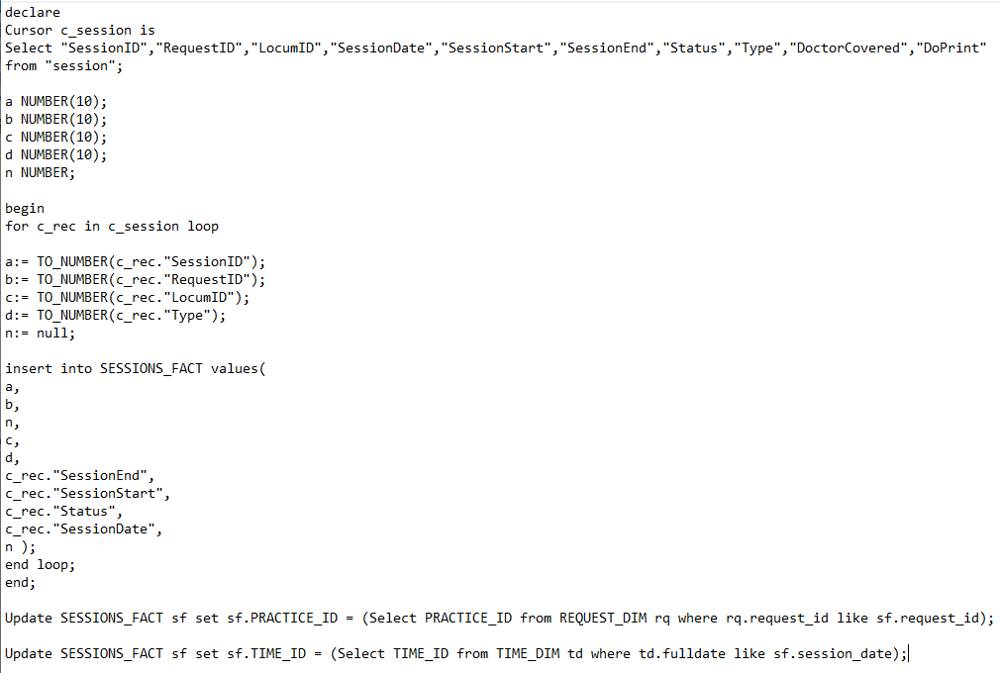 declare
Cursor c_session is
Select "SessionID","RequestID","LocumID","SessionDate","SessionStart","SessionEnd","Status","Type","DoctorCovered","DoPrint"
from "session";
a NUMBER(10);
b NUMBER(10);
c NUMBER(10);
d NUMBER(10);
n NUMBER;
begin
for c_rec in c_session loop
a:= TO_NUMBER(c_rec."SessionID");
b:= TO_NUMBER(c_rec."RequestID");
c:= TO_NUMBER(c_rec."LocumID");
d:= TO_NUMBER(c_rec."Type");
n:= null;
insert into SESSIONS_FACT values(
a,
b,
n,
c,
d,
c_rec."SessionEnd",
c_rec."SessionStart",
c_rec."Status",
c_rec."SessionDate",
n );
end loop;
end;
Update SESSIONS_FACT sf set sf.PRACTICE_ID = (Select PRACTICE_ID from REQUEST_DIM rq where rq.request_id like sf.request_id);
Update SESSIONS_FACT sf set sf.TIME_ID = (Select TIME_ID from TIME_DIM td where td.fulldate like sf.session_date);